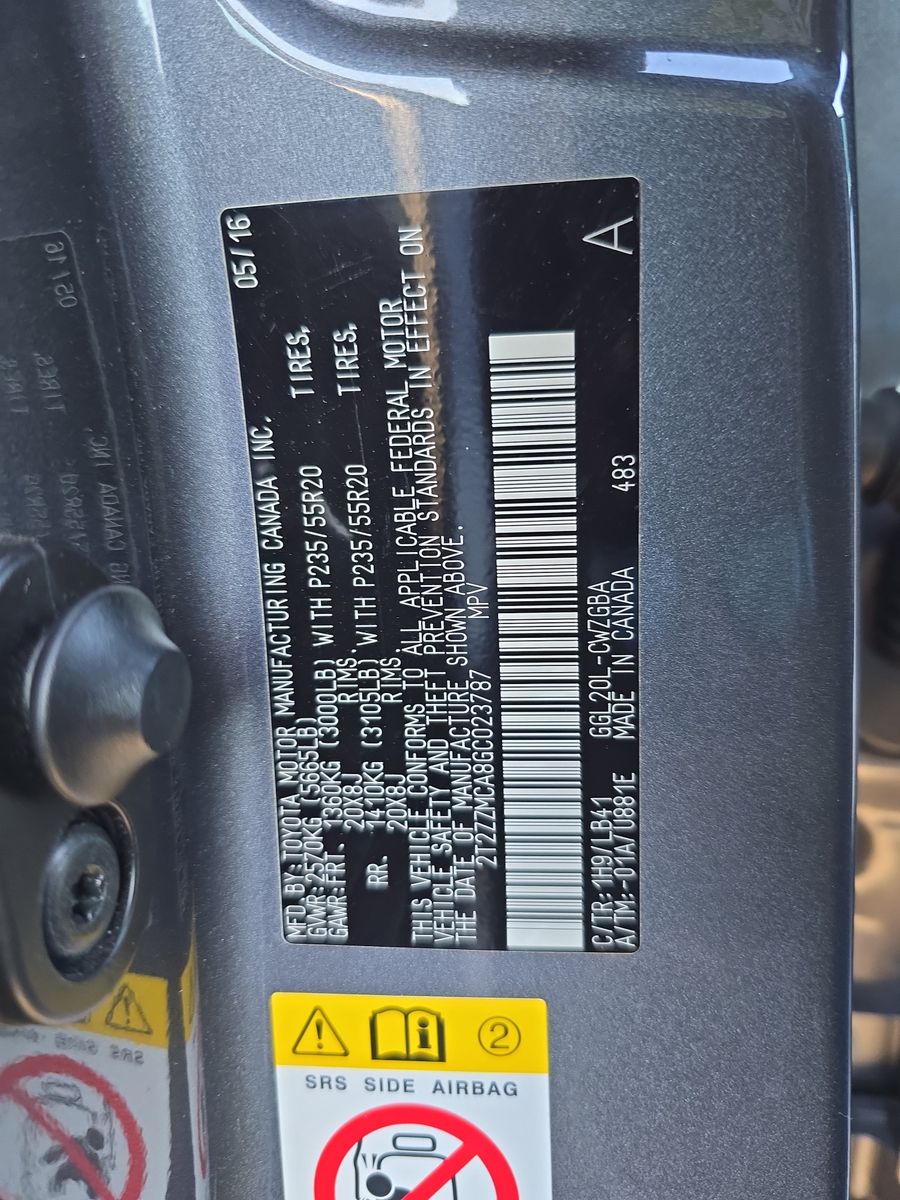 MFD BY:TOYOTA MOTOR MANUFACTURING CANADA INC. 05/16
GVWR:2570KG (5665LB)
GAWR:FRT. 1360KG (3000LB) WITH P235/55R20 TIRES,
20X8J RIMS
RR. 1410KG (3105LB) WITH P235/55R20 TIRES,
20X8J RIMS
THIS VEHICLE CONFORMS TO ALL APPLICABLE FEDERAL MOTOR
VEHICLE SAFETY AND THEFT PREVENTION STANDARDS IN EFFECT ON
THE DATE OF MANUFACTURE SHOWN ABOVE.
2T2ZZMCA8GC023787 MPV
C/TR:1H9/LB41 GGL20L-CWZGBA
A/TM:-01A/U0881E MADE IN CANADA 483 A
2
SRS SIDE AIRBAG